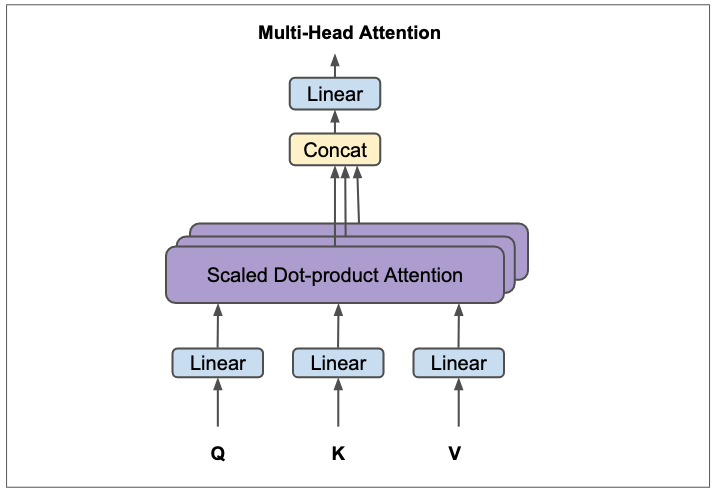 Multi-Head Attention
Linear
Concat
Scaled Dot-product Attention
Linear Linear Linear
Q K V